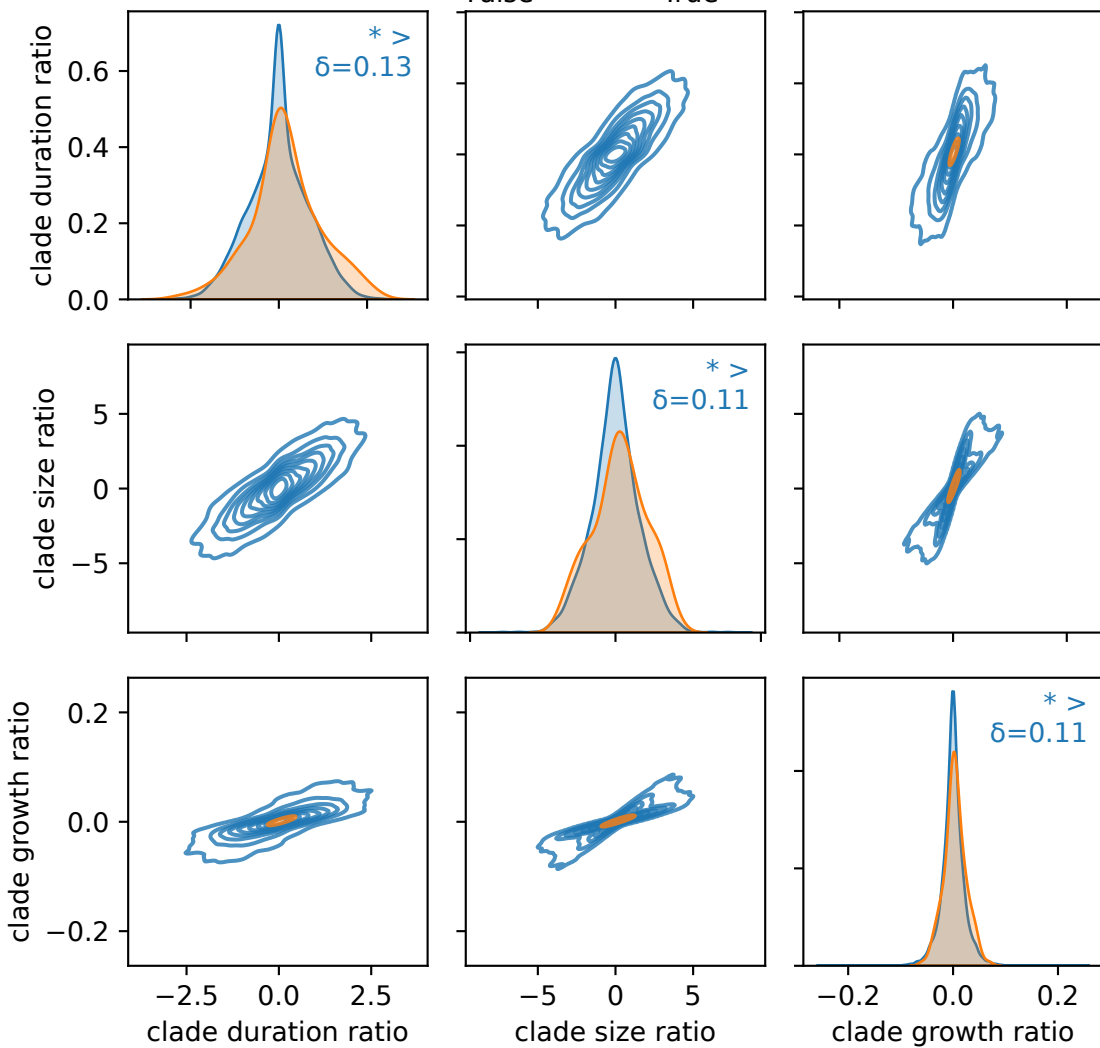 clade duration ratio
0.6
0.4
0.2
0.0
* >
δ=0.13
clade size ratio
5
0
−5
* >
δ=0.11
clade growth ratio
0.2
0.0
−0.2
* >
δ=0.11
−2.5 0.0 2.5
−5 0 5
−0.2 0.0 0.2
clade duration ratio
clade size ratio
clade growth ratio